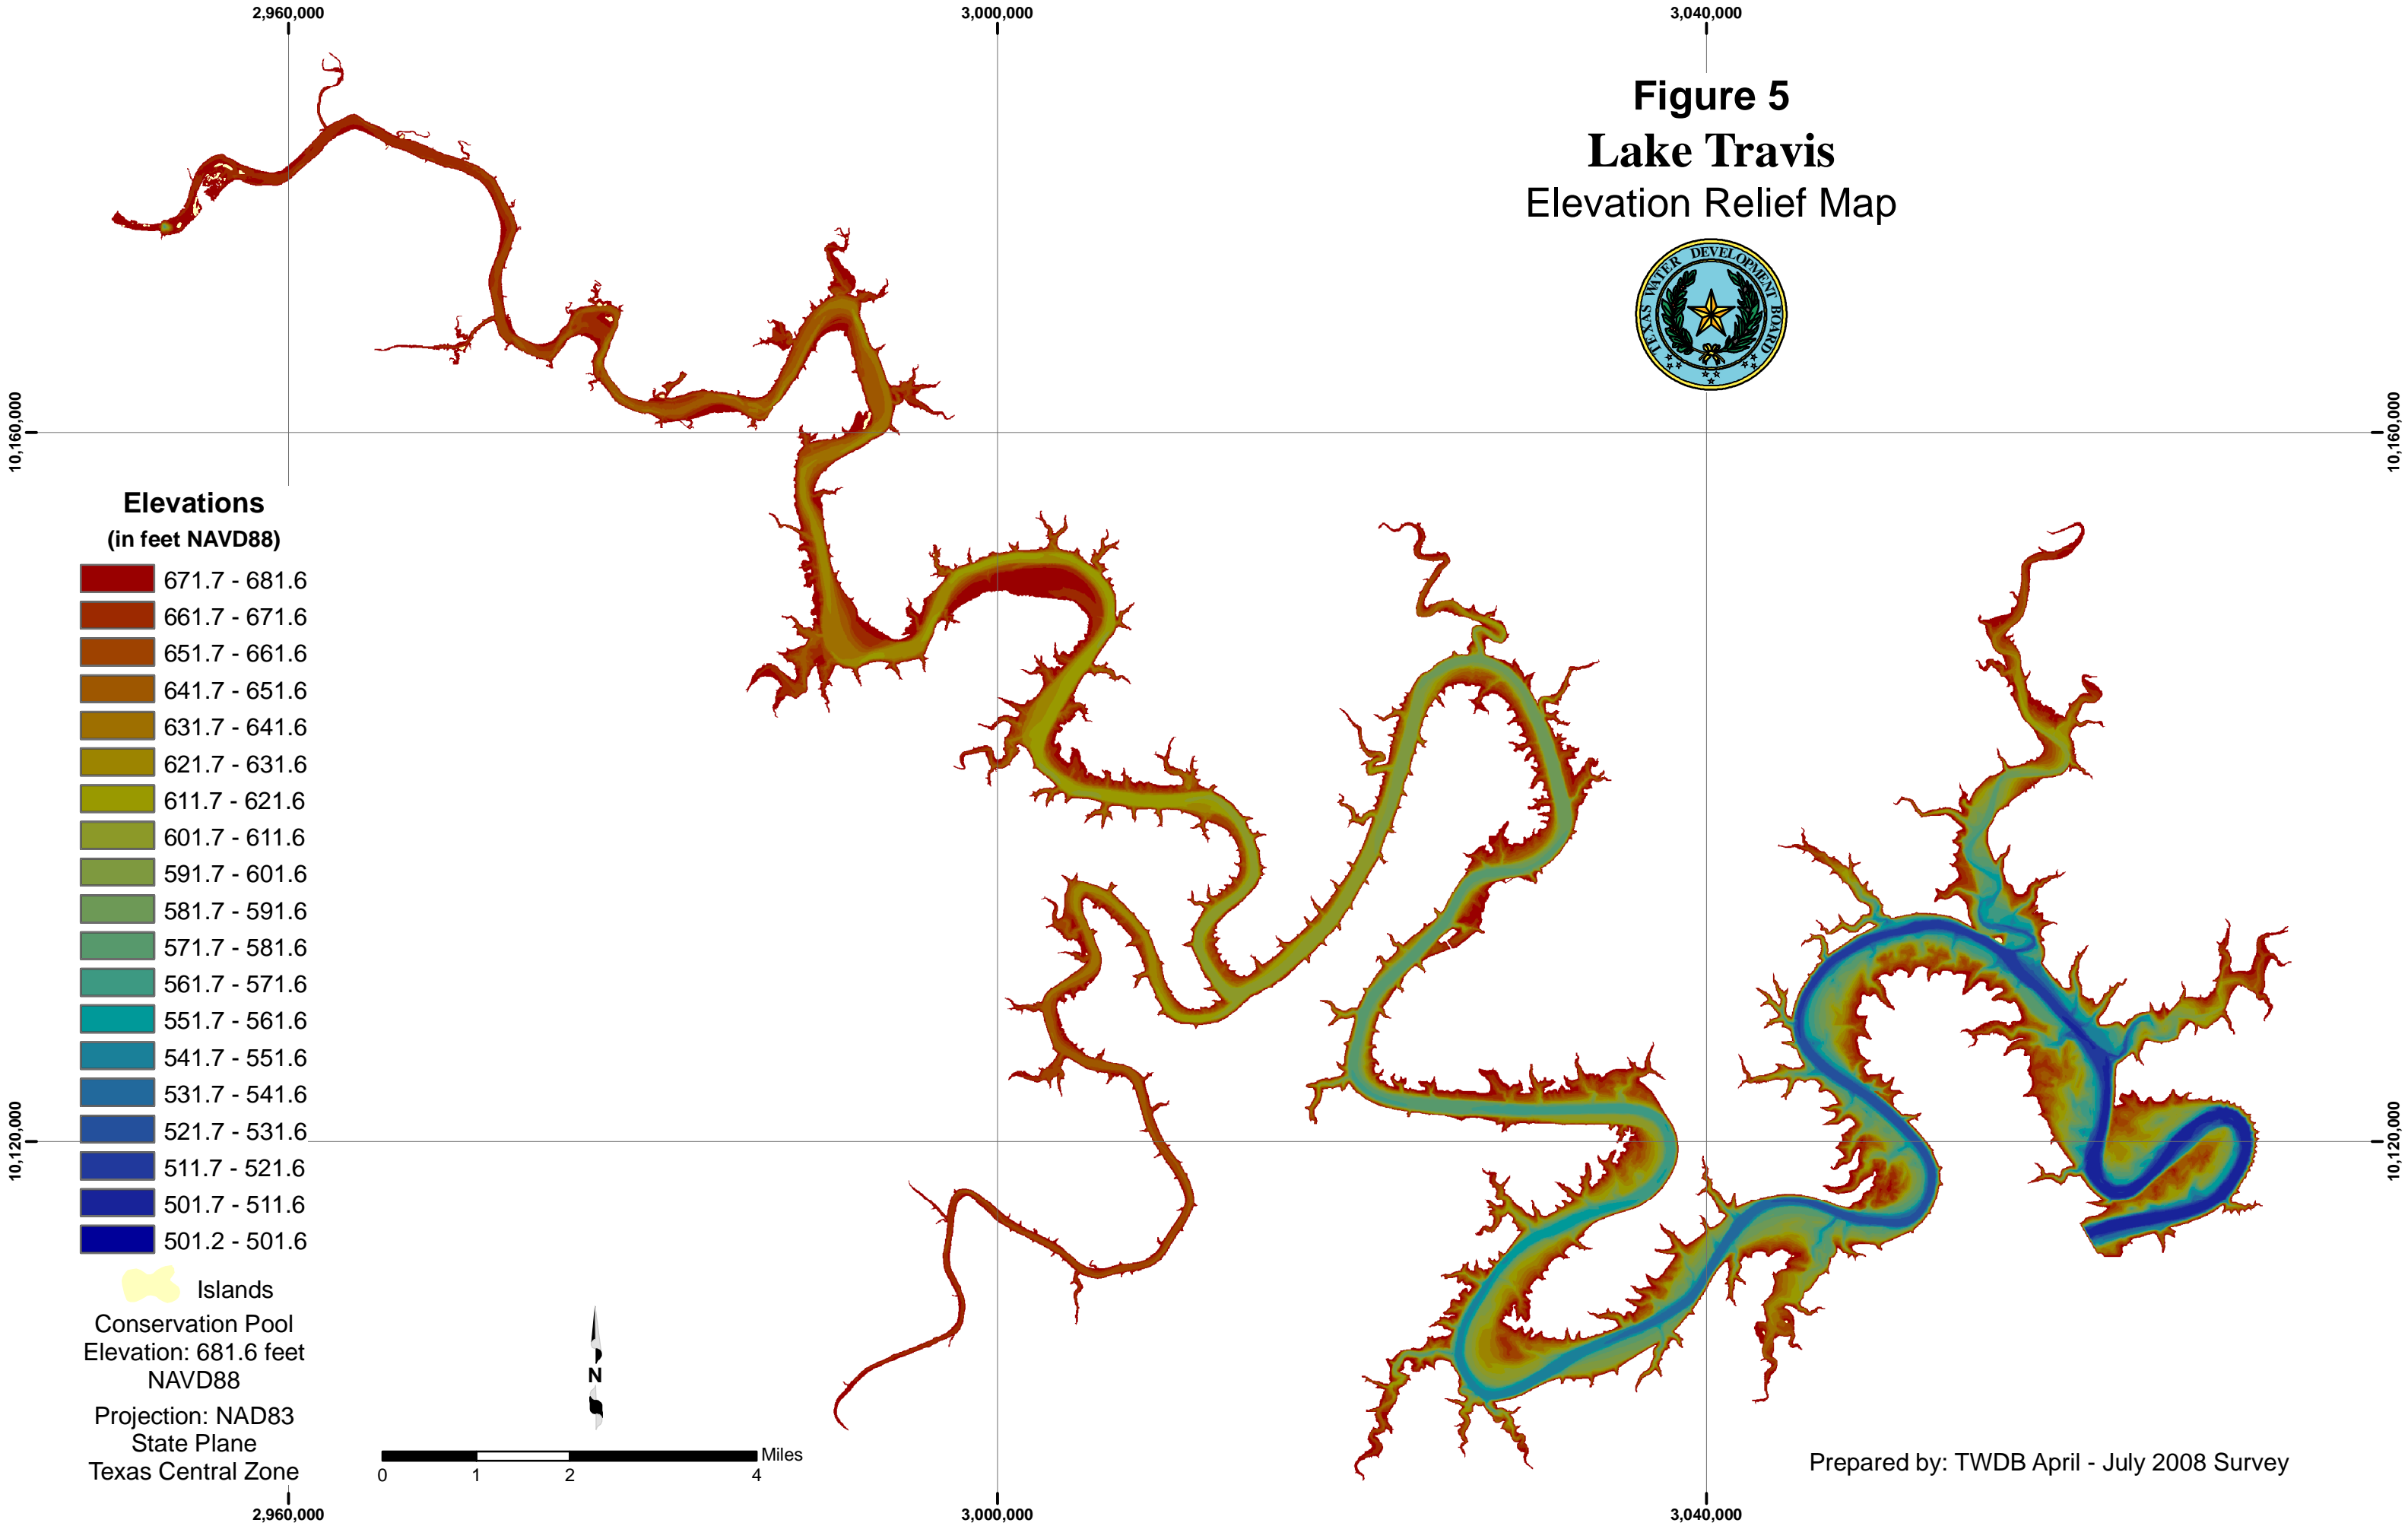 2,960,000
3,000,000
3,040,000
Figure 5
Lake Travis
Elevation Relief Map
TEXAS WATER DEVELOPMENT BOARD
10,160,000
10,160,000
Elevations
(in feet NAVD88)
671.7 - 681.6
661.7 - 671.6
651.7 - 661.6
641.7 - 651.6
631.7 - 641.6
621.7 - 631.6
611.7 - 621.6
601.7 - 611.6
591.7 - 601.6
581.7 - 591.6
571.7 - 581.6
561.7 - 571.6
551.7 - 561.6
541.7 - 551.6
531.7 - 541.6
521.7 - 531.6
511.7 - 521.6
501.7 - 511.6
501.2 - 501.6
Islands
10,120,000
10,120,000
Conservation Pool
Elevation: 681.6 feet
NAVD88
Projection: NAD83
State Plane
Texas Central Zone
N
Miles
0 1 2 4
Prepared by: TWDB April - July 2008 Survey
2,960,000
3,000,000
3,040,000